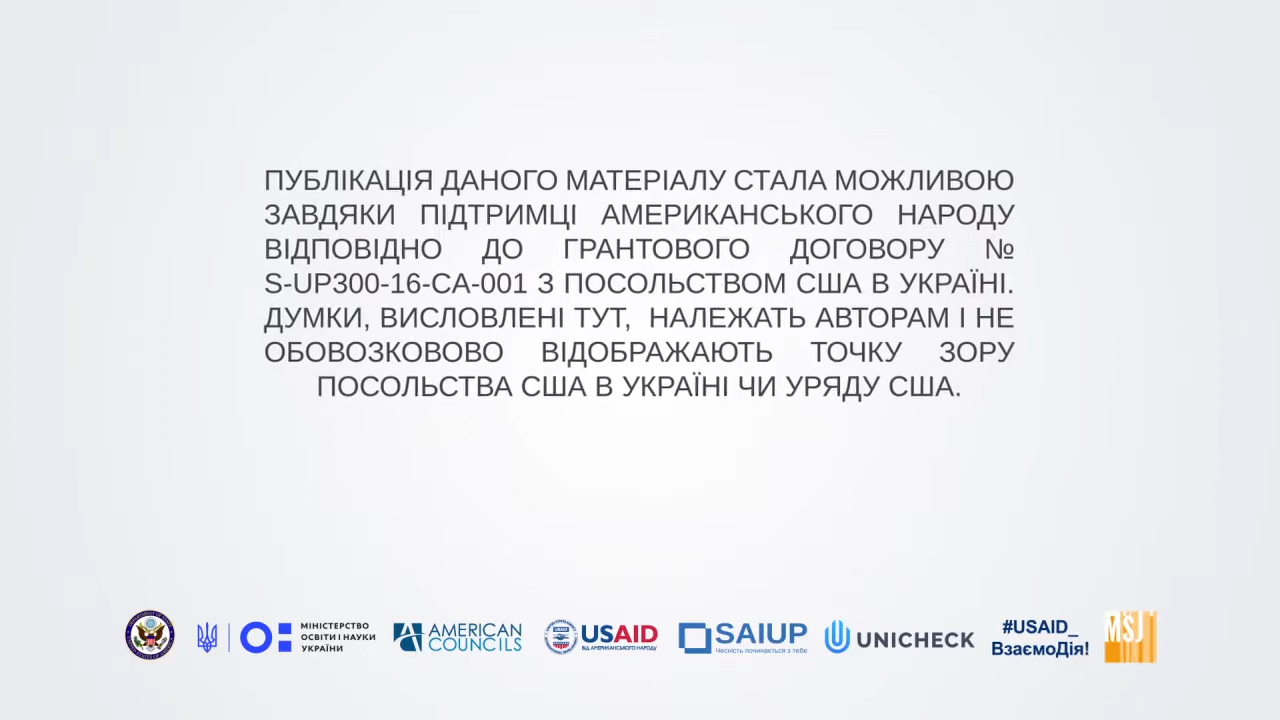 ПУБЛІКАЦІЯ ДАНОГО МАТЕРІАЛУ СТАЛА МОЖЛИВОЮ
ЗАВДЯКИ ПІДТРИМЦІ АМЕРИКАНСЬКОГО НАРОДУ
ВІДПОВІДНО ДО ГРАНТОВОГО ДОГОВОРУ №
S-UP300-16-CA-001 З ПОСОЛЬСТВОМ США В УКРАЇНІ.
ДУМКИ, ВИСЛОВЛЕНІ ТУТ, НАЛЕЖАТЬ АВТОРАМ І НЕ
ОБОВОЗКОВОВО ВІДОБРАЖАЮТЬ ТОЧКУ ЗОРУ
ПОСОЛЬСТВА США В УКРАЇНІ ЧИ УРЯДУ США.
МІНІСТЕРСТВО
ОСВІТИ І НАУКИ
УКРАЇНИ
AMERICAN
COUNCILS
USAID
ВІД АМЕРИКАНСЬКОГО НАРОДУ
SAIUP
Чесність починається з тебе
UNICHECK
#USAID_
ВзаємоДія!
MSJ